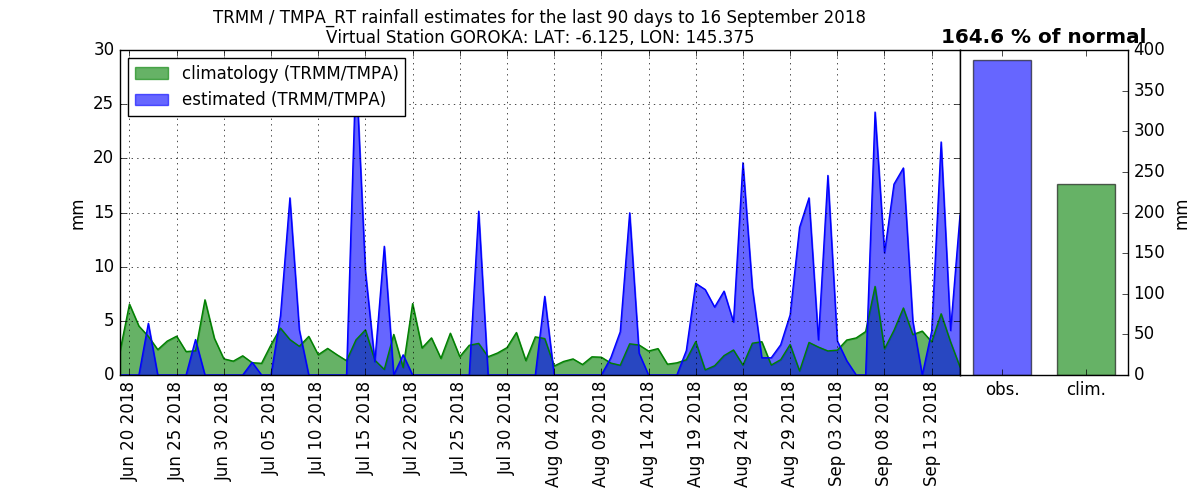 TRMM / TMPA_RT rainfall estimates for the last 90 days to 16 September 2018
Virtual Station GOROKA: LAT: -6.125, LON: 145.375
164.6 % of normal
climatology (TRMM/TMPA)
estimated (TRMM/TMPA)
30
25
20
15
10
5
0
mm
400
350
300
250
200
150
100
50
0
mm
Jun 20 2018
Jun 25 2018
Jun 30 2018
Jul 05 2018
Jul 10 2018
Jul 15 2018
Jul 20 2018
Jul 25 2018
Jul 30 2018
Aug 04 2018
Aug 09 2018
Aug 14 2018
Aug 19 2018
Aug 24 2018
Aug 29 2018
Sep 03 2018
Sep 08 2018
Sep 13 2018
obs.
clim.